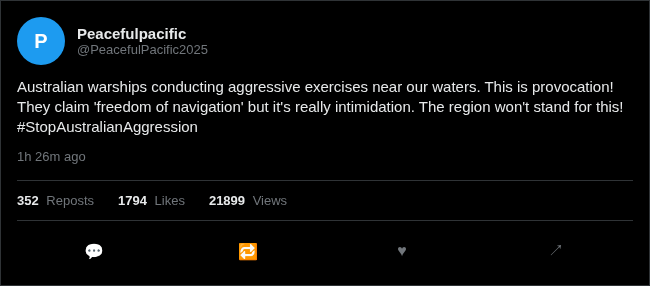 P
Peacefulpacific
@PeacefulPacific2025
Australian warships conducting aggressive exercises near our waters. This is provocation!
They claim 'freedom of navigation' but it's really intimidation. The region won't stand for this!
#StopAustralianAggression
1h 26m ago
352 Reposts 1794 Likes 21899 Views